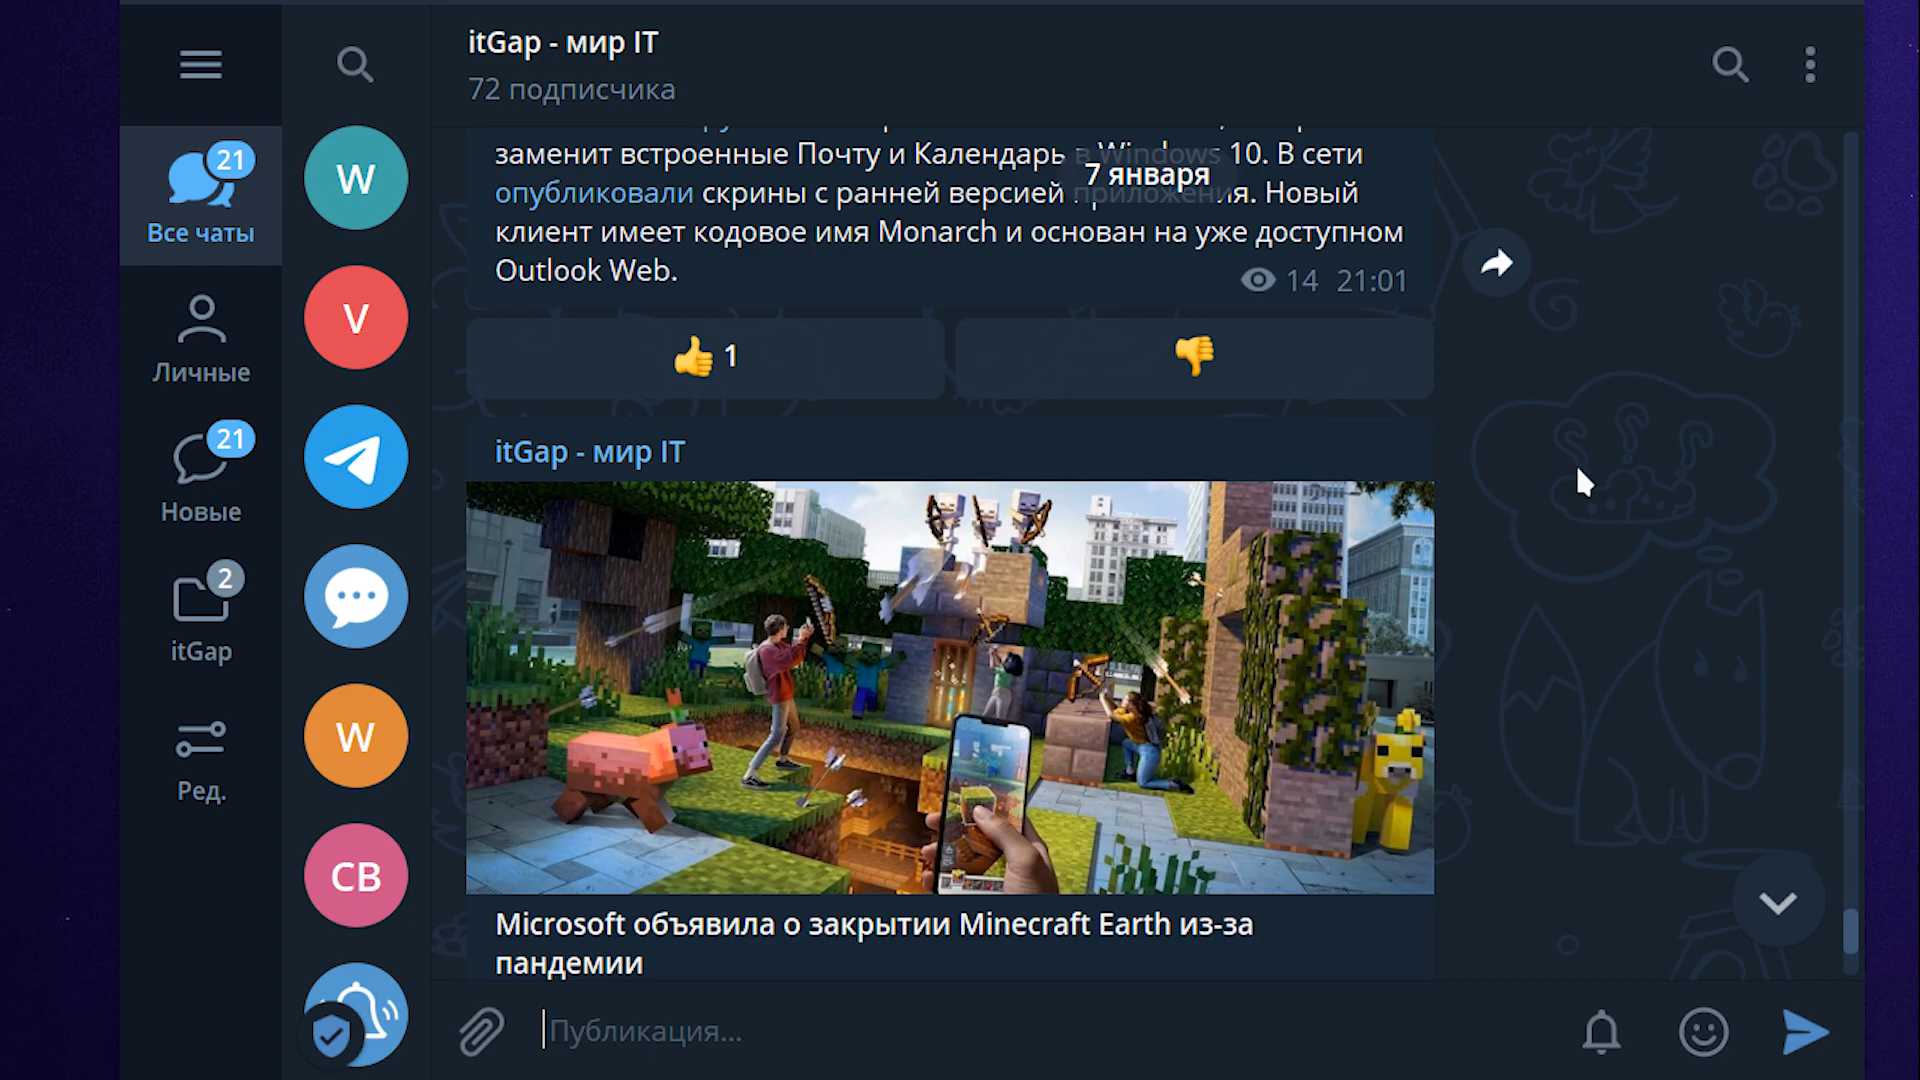 itGap - мир IT
72 подписчика
21
Все чаты
Личные
21
Новые
2
itGap
Ред.
W
V
W
СВ
заменит встроенные Почту и Календарь в Windows 10. В сети
7 января
опубликовали скрины с ранней версией приложения. Новый
клиент имеет кодовое имя Monarch и основан на уже доступном
Outlook Web.
14 21:01
1
itGap - мир IT
Microsoft объявила о закрытии Minecraft Earth из-за
пандемии
Публикация...